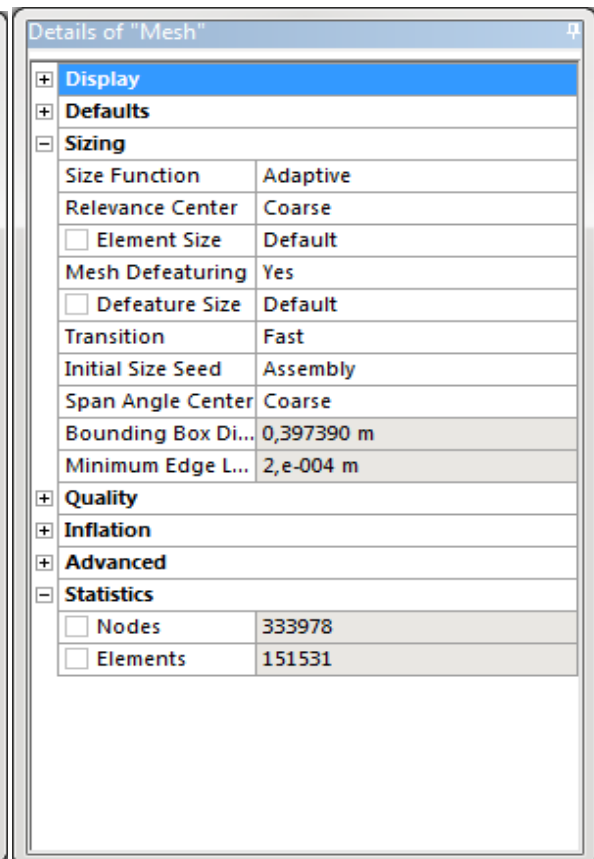 Details of "Mesh"
Display
Defaults
Sizing
Size Function Adaptive
Relevance Center Coarse
Element Size Default
Mesh Defeaturing Yes
Defeature Size Default
Transition Fast
Initial Size Seed Assembly
Span Angle Center Coarse
Bounding Box Di... 0,397390 m
Minimum Edge L... 2,e-004 m
Quality
Inflation
Advanced
Statistics
Nodes 333978
Elements 151531